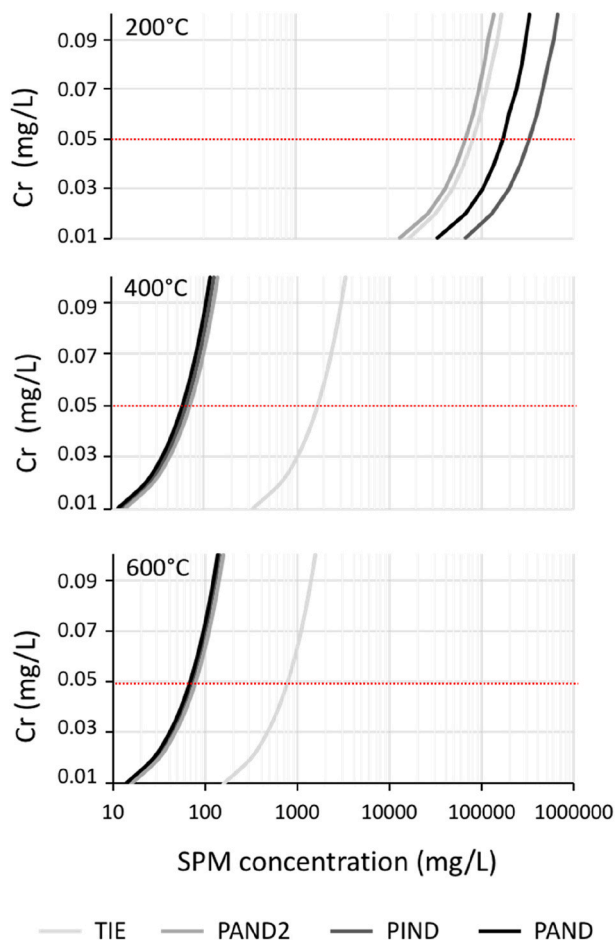 200°C
0.09
0.07
0.05
0.03
0.01
Cr (mg/L)
400°C
0.09
0.07
0.05
0.03
0.01
Cr (mg/L)
600°C
0.09
0.07
0.05
0.03
0.01
Cr (mg/L)
10 100 1000 10000 100000 1000000
SPM concentration (mg/L)
TIE PAND2 PIND PAND